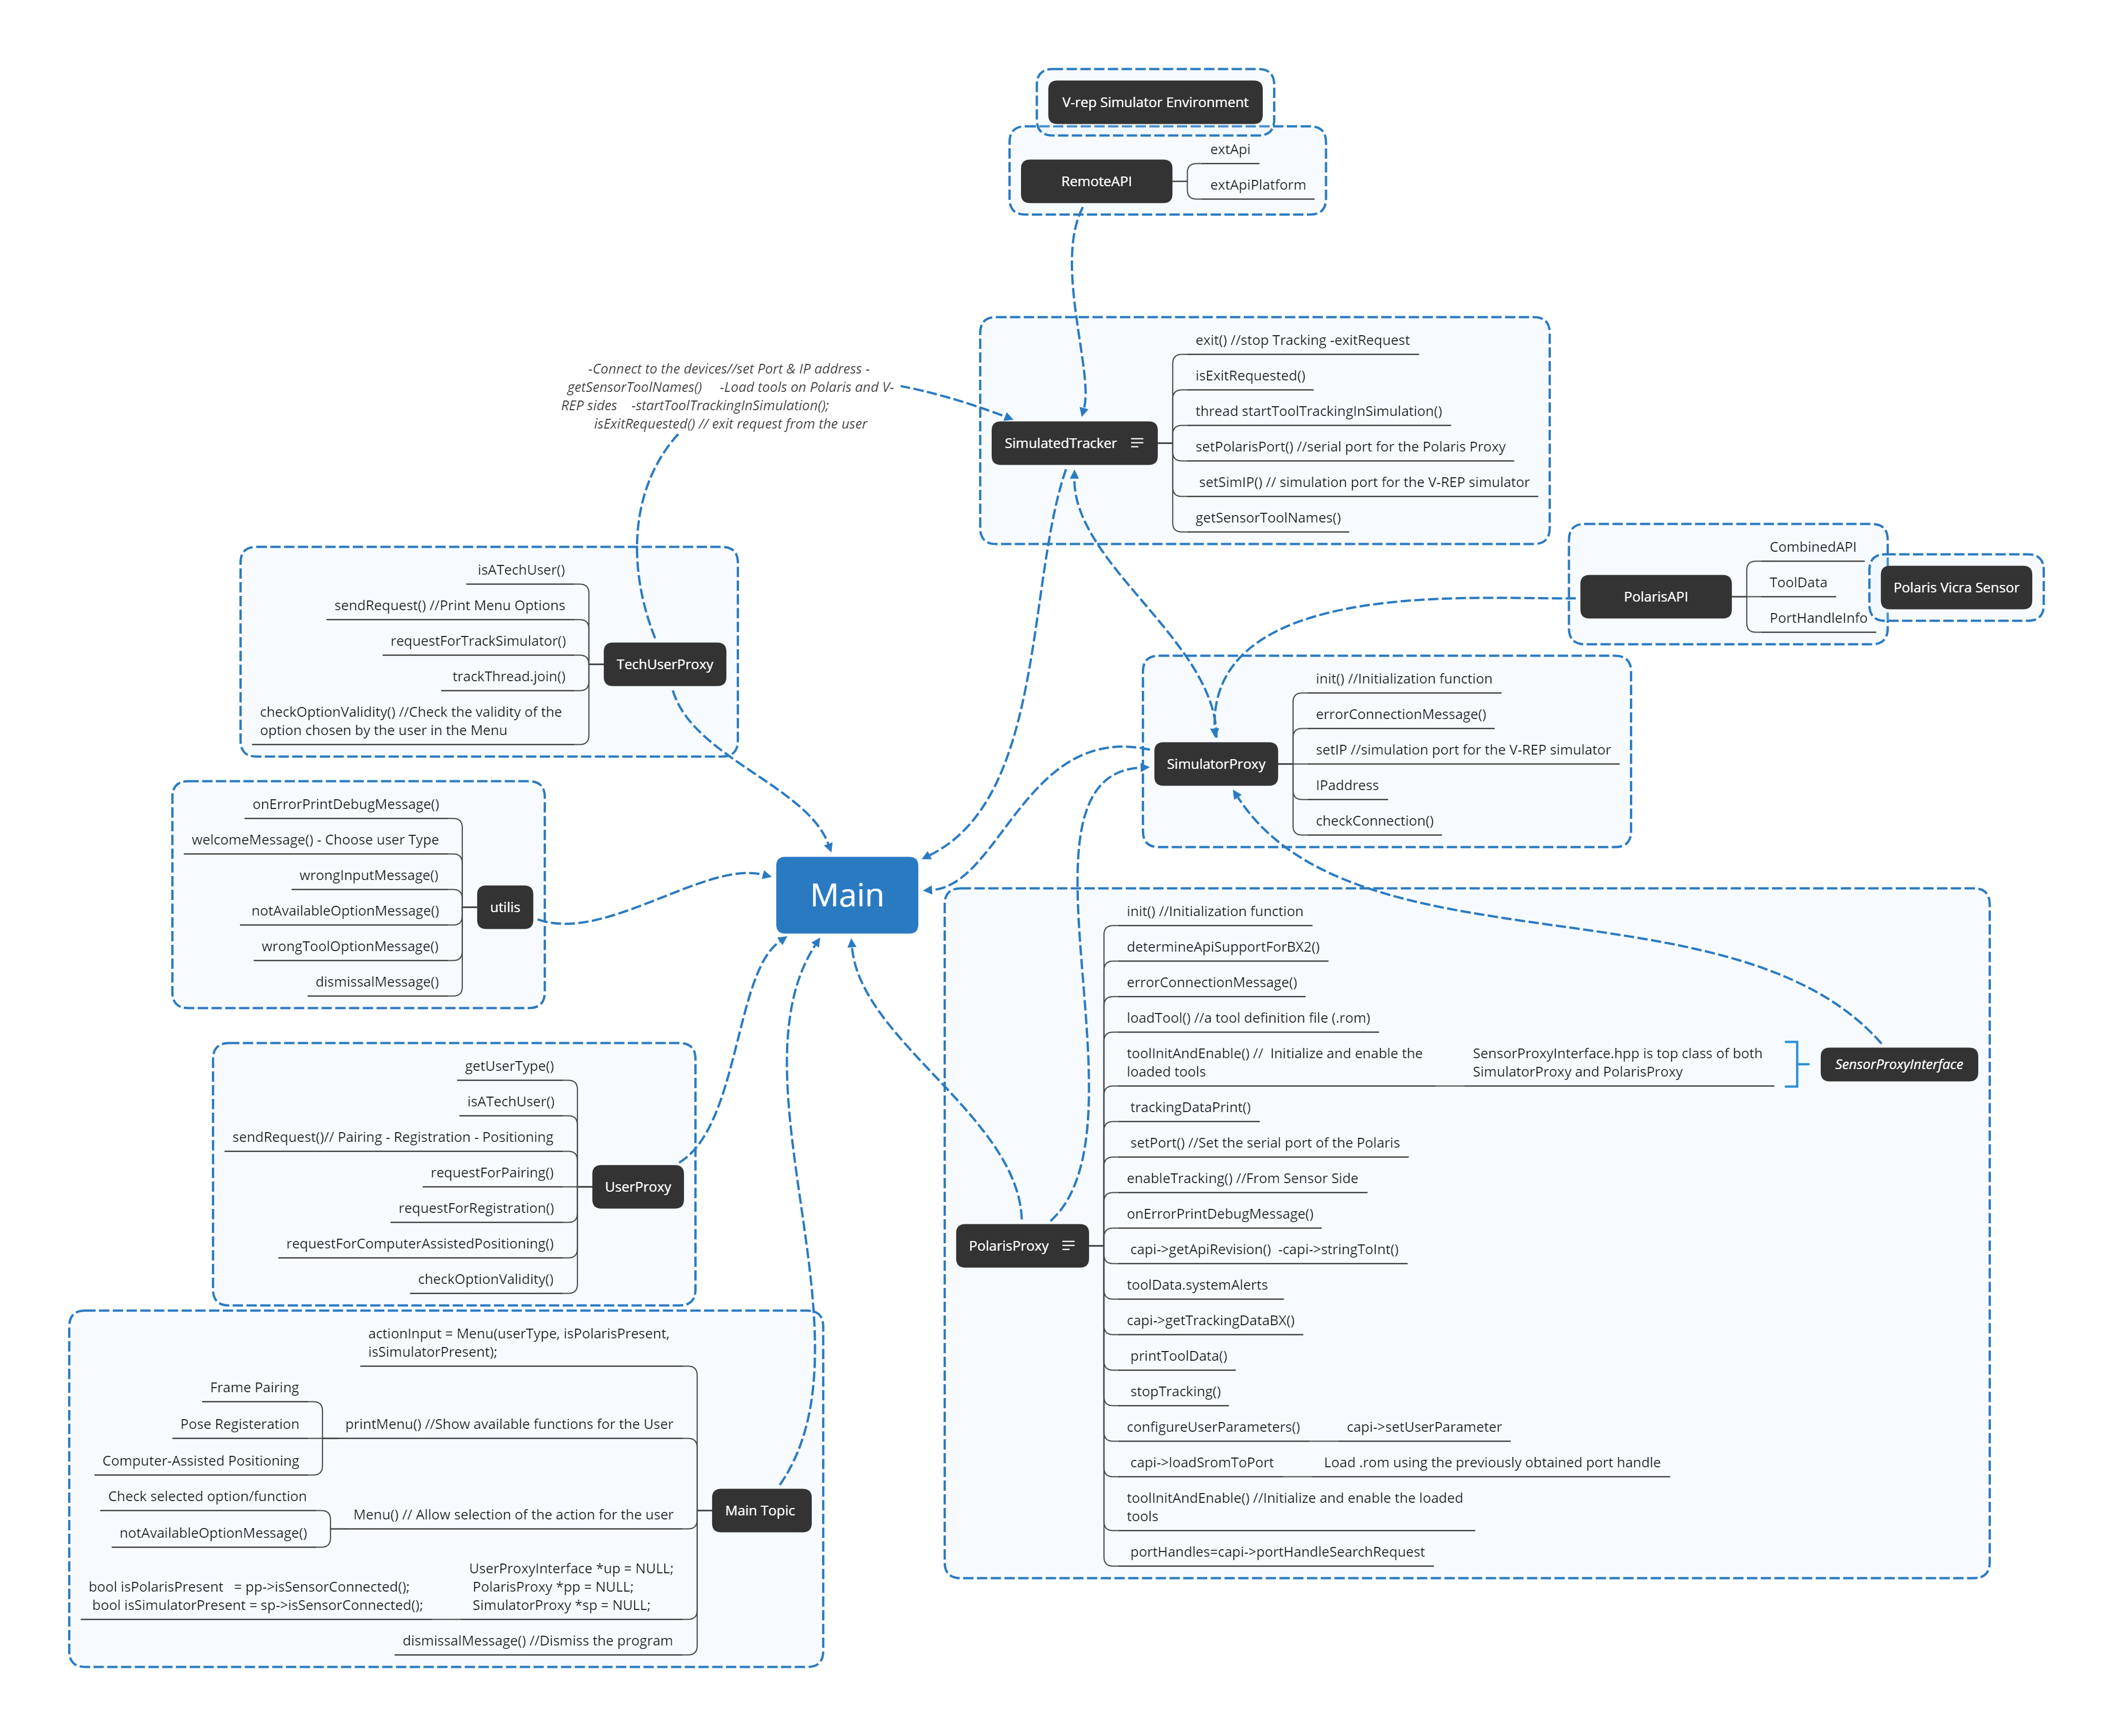 V-rep Simulator Environment
extApi
RemoteAPI
extApiPlatform
exit() //stop Tracking -exitRequest
isExitRequested()
thread startToolTrackingInSimulation()
SimulatedTracker
setPolarisPort() //serial port for the Polaris Proxy
setSimIP() // simulation port for the V-REP simulator
getSensorToolNames()
-Connect to the devices//set Port & IP address -
getSensorToolNames()     -Load tools on Polaris and V-
REP sides    -startToolTrackingInSimulation();
isExitRequested() // exit request from the user
CombinedAPI
PolarisAPI
ToolData
PortHandleInfo
Polaris Vicra Sensor
isATechUser()
sendRequest() //Print Menu Options
requestForTrackSimulator()
TechUserProxy
trackThread.join()
checkOptionValidity() //Check the validity of the
option chosen by the user in the Menu
init() //Initialization function
errorConnectionMessage()
setIP //simulation port for the V-REP simulator
SimulatorProxy
IPaddress
checkConnection()
onErrorPrintDebugMessage()
welcomeMessage() - Choose user Type
wrongInputMessage()
utilis
notAvailableOptionMessage()
wrongToolOptionMessage()
dismissalMessage()
Main
init() //Initialization function
determineApiSupportForBX2()
errorConnectionMessage()
loadTool() //a tool definition file (.rom)
toolInitAndEnable() //  Initialize and enable the
loaded tools
SensorProxyInterface.hpp is top class of both
SimulatorProxy and PolarisProxy
SensorProxyInterface
trackingDataPrint()
setPort() //Set the serial port of the Polaris
enableTracking() //From Sensor Side
onErrorPrintDebugMessage()
PolarisProxy
capi->getApiRevision()  -capi->stringToInt()
toolData.systemAlerts
capi->getTrackingDataBX()
printToolData()
stopTracking()
configureUserParameters()
capi->setUserParameter
capi->loadSromToPort
Load .rom using the previously obtained port handle
toolInitAndEnable() //Initialize and enable the loaded
tools
portHandles=capi->portHandleSearchRequest
getUserType()
isATechUser()
sendRequest()// Pairing - Registration - Positioning
requestForPairing()
UserProxy
requestForRegistration()
requestForComputerAssistedPositioning()
checkOptionValidity()
actionInput = Menu(userType, isPolarisPresent,
isSimulatorPresent);
Frame Pairing
Pose Registeration
printMenu() //Show available functions for the User
Computer-Assisted Positioning
Check selected option/function
Menu() // Allow selection of the action for the user
notAvailableOptionMessage()
Main Topic
UserProxyInterface *up = NULL;
PolarisProxy *pp = NULL;
SimulatorProxy *sp = NULL;
bool isPolarisPresent   = pp->isSensorConnected();
bool isSimulatorPresent = sp->isSensorConnected();
dismissalMessage() //Dismiss the program